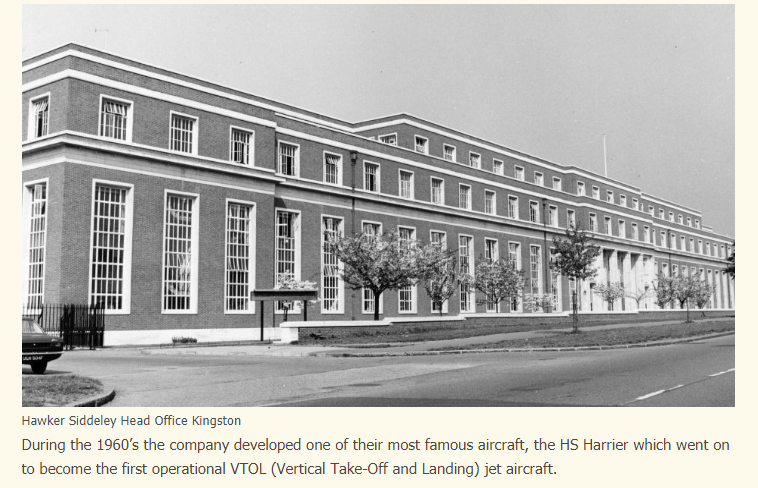 Hawker Siddeley Head Office Kingston
During the 1960’s the company developed one of their most famous aircraft, the HS Harrier which went on
to become the first operational VTOL (Vertical Take-Off and Landing) jet aircraft.